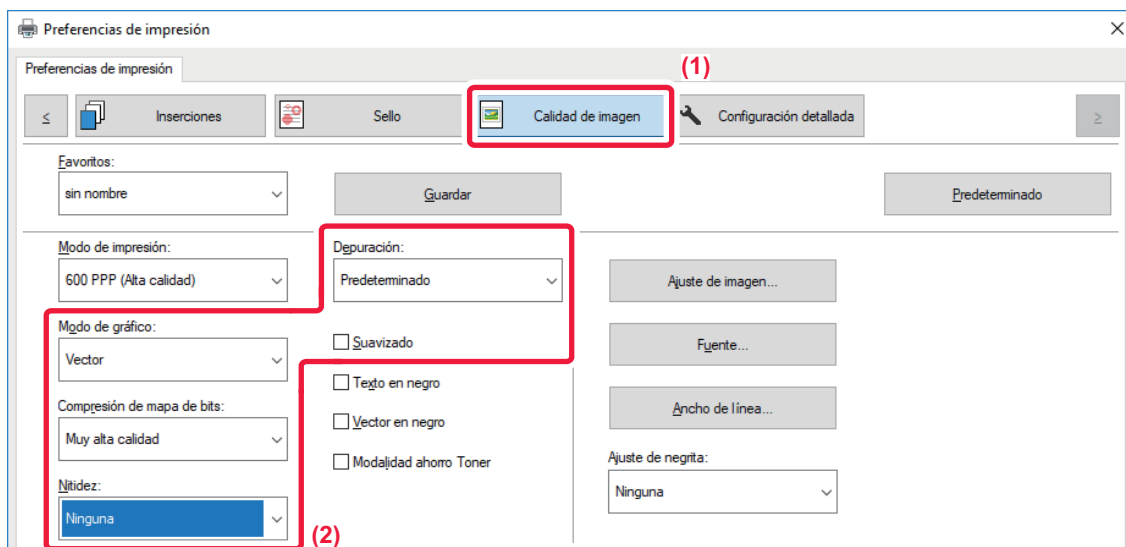 Preferencias de impresión
Preferencias de impresión
(1)
<
Inserciones
Sello
Calidad de imagen
Configuración detallada
>
Favoritos:
sin nombre
Guardar
Predeterminado
Modo de impresión:
600 PPP (Alta calidad)
Depuración:
Predeterminado
Ajuste de imagen...
Modo de gráfico:
Vector
Suavizado
Fuente...
Texto en negro
Compresión de mapa de bits:
Muy alta calidad
Vector en negro
Ancho de línea...
Modalidad ahorro Toner
Ajuste de negrita:
Ninguna
Nitidez:
Ninguna
(2)